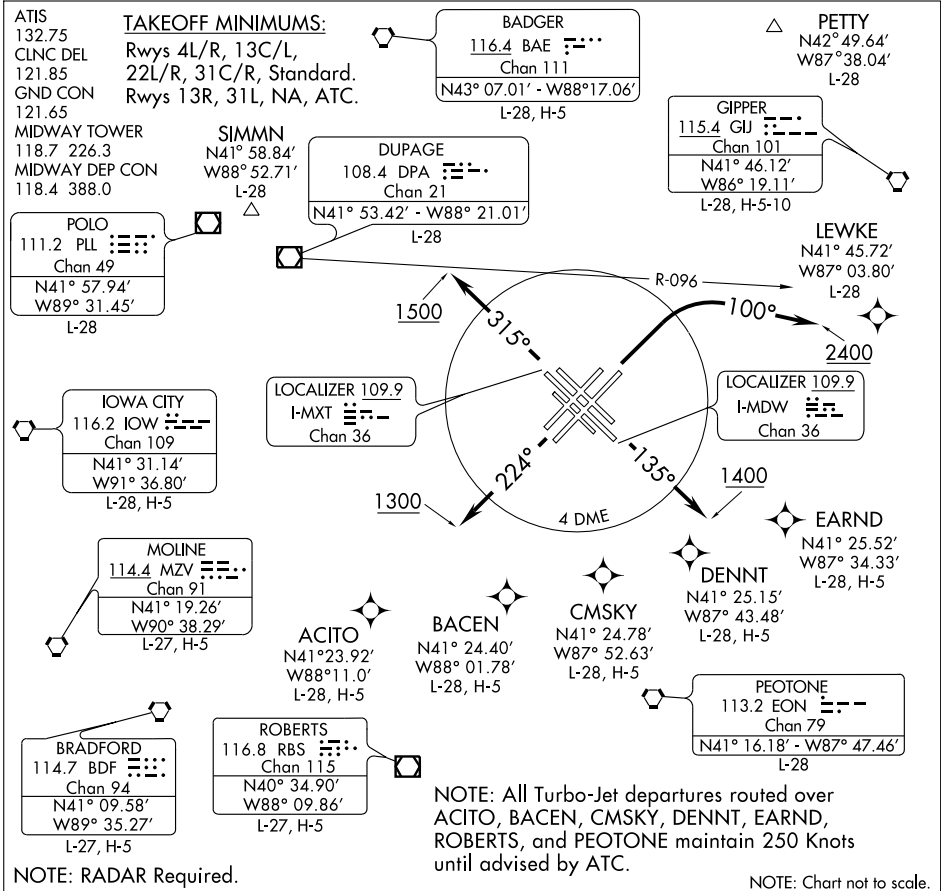 ATIS
132.75
CLNC DEL
121.85
GND CON
121.65
MIDWAY TOWER
118.7 226.3
MIDWAY DEP CON
118.4 388.0
TAKEOFF MINIMUMS:
Rwys 4L/R, 13C/L,
22L/R, 31C/R, Standard.
Rwys 13R, 31L, NA, ATC.
BADGER
116.4 BAE
Chan 111
N43° 07.01' - W88°17.06'
L-28, H-5
PETTY
N42° 49.64'
W87° 38.04'
L-28
GIPPER
115.4 GIJ
Chan 101
N41° 46.12'
W86° 19.11'
L-28, H-5-10
SIMMN
N41° 58.84'
W88° 52.71'
L-28
DUPAGE
108.4 DPA
Chan 21
N41° 53.42' - W88° 21.01'
L-28
POLO
111.2 PLL
Chan 49
N41° 57.94'
W89° 31.45'
L-28
LEWKE
N41° 45.72'
W87° 03.80'
L-28
R-096
1500
315°
100°
2400
LOCALIZER 109.9
I-MXT
Chan 36
LOCALIZER 109.9
I-MDW
Chan 36
IOWA CITY
116.2 IOW
Chan 109
N41° 31.14'
W91° 36.80'
L-28, H-5
224°
135°
1300
1400
4 DME
EARND
N41° 25.52'
W87° 34.33'
L-28, H-5
MOLINE
114.4 MZV
Chan 91
N41° 19.26'
W90° 38.29'
L-27, H-5
ACITO
N41°23.92'
W88°11.0'
L-28, H-5
BACEN
N41° 24.40'
W88° 01.78'
L-28, H-5
CMSKY
N41° 24.78'
W87° 52.63'
L-28, H-5
DENNT
N41° 25.15'
W87° 43.48'
L-28, H-5
PEOTONE
113.2 EON
Chan 79
N41° 16.18' - W87° 47.46'
L-28
BRADFORD
114.7 BDF
Chan 94
N41° 09.58'
W89° 35.27'
L-27, H-5
ROBERTS
116.8 RBS
Chan 115
N40° 34.90'
W88° 09.86'
L-27, H-5
NOTE: All Turbo-Jet departures routed over
ACITO, BACEN, CMSKY, DENNT, EARND,
ROBERTS, and PEOTONE maintain 250 Knots
until advised by ATC.
NOTE: RADAR Required.
NOTE: Chart not to scale.